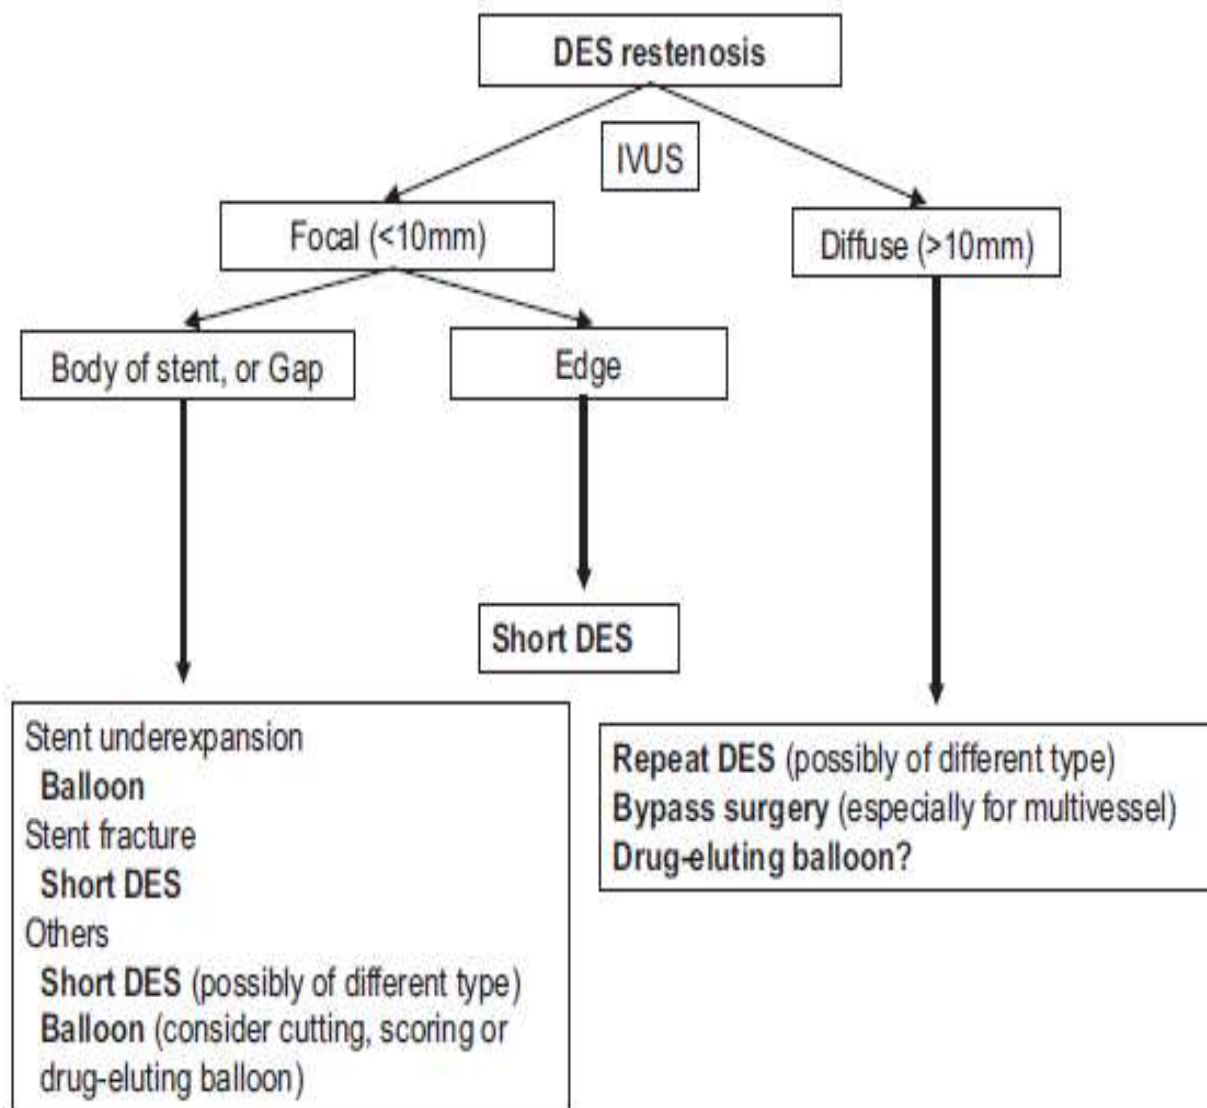 DES restenosis
IVUS
Focal (<10mm)
Diffuse (>10mm)
Body of stent, or Gap
Edge
Short DES
Stent underexpansion
Balloon
Stent fracture
Short DES
Others
Short DES (possibly of different type)
Balloon (consider cutting, scoring or
drug-eluting balloon)
Repeat DES (possibly of different type)
Bypass surgery (especially for multivessel)
Drug-eluting balloon?